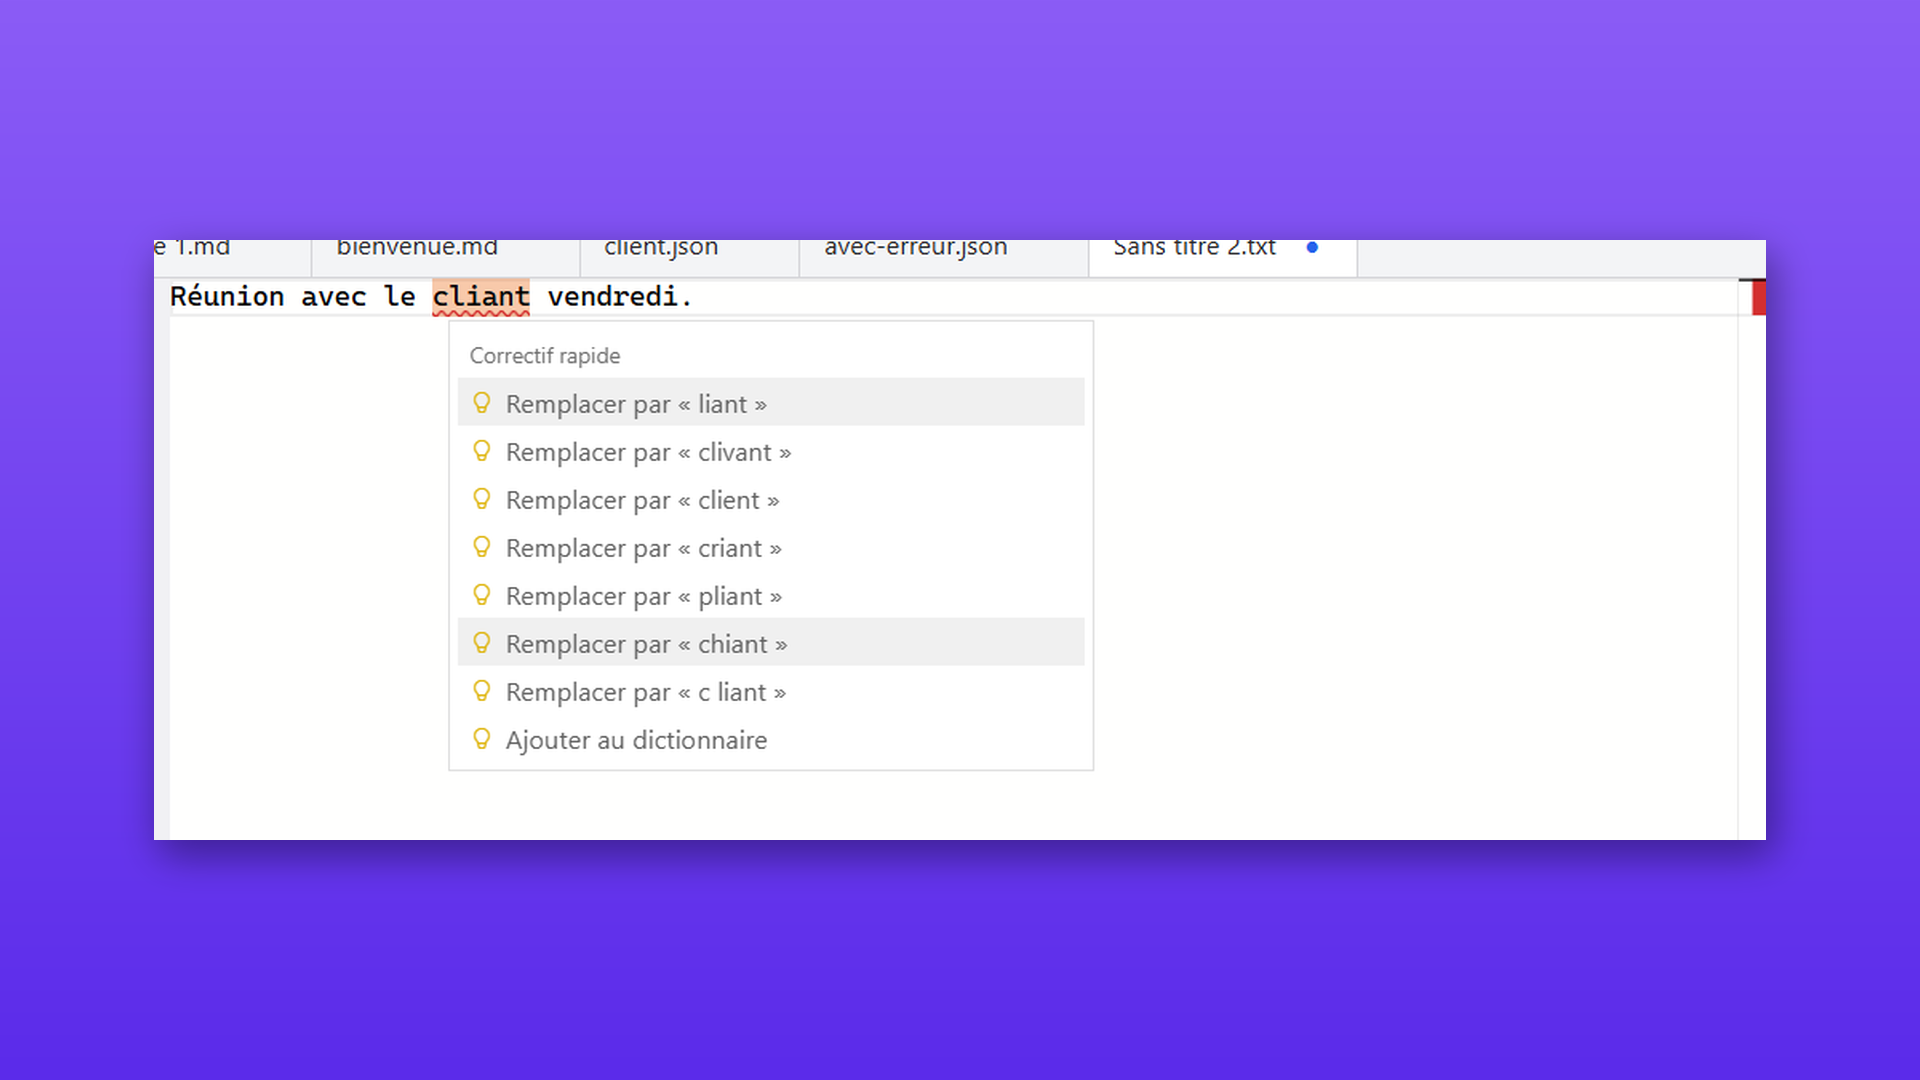 e 1.md
bienvenue.md
client.json
avec-erreur.json
Sans titre 2.txt
Réunion avec le cliant vendredi.
Correctif rapide
Remplacer par « liant »
Remplacer par « clivant »
Remplacer par « client »
Remplacer par « criant »
Remplacer par « pliant »
Remplacer par « chiant »
Remplacer par « c liant »
Ajouter au dictionnaire